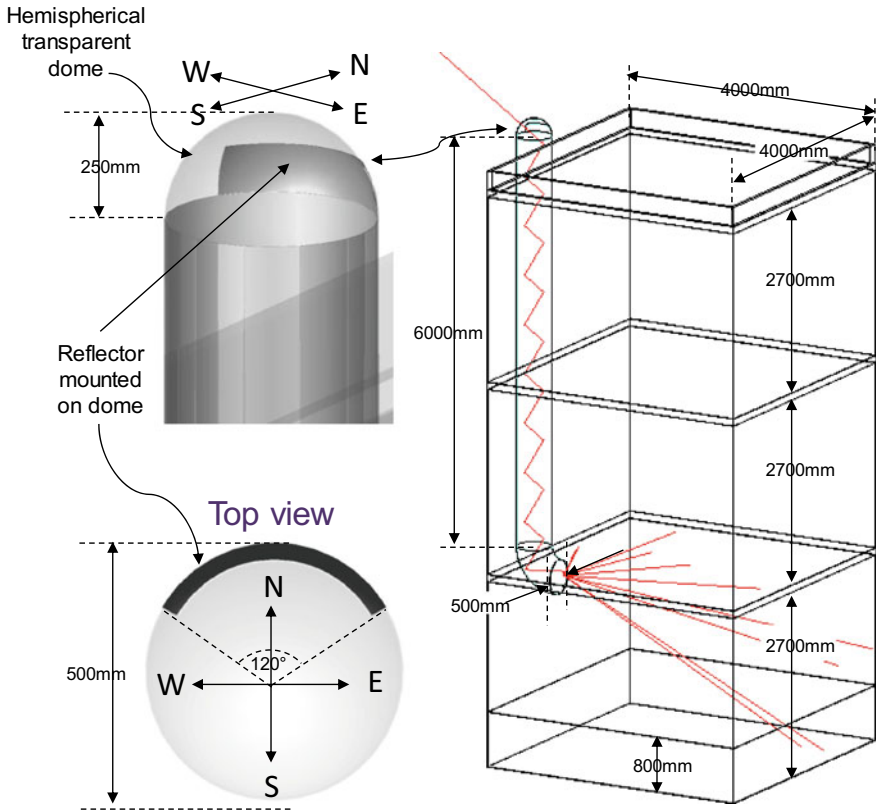 Hemispherical
transparent
dome
W
N
S
E
250mm
Reflector
mounted
on dome
Top view
N
120°
W
E
S
500mm
4000mm
4000mm
2700mm
6000mm
2700mm
500mm
2700mm
800mm